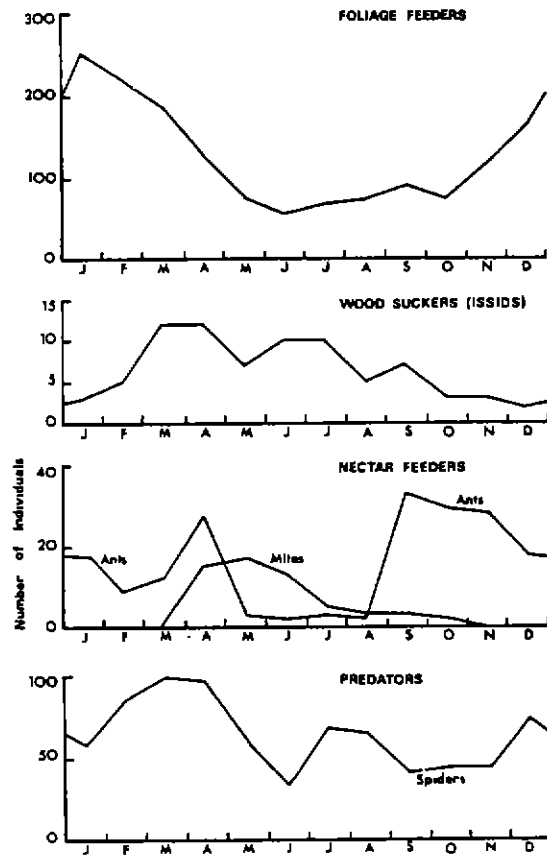 FOLIAGE FEEDERS
300
200
100
0
J F M A M J J A S O N D
WOOD SUCKERS (ISSIDS)
15
10
5
0
J F M A M J J A S O N D
NECTAR FEEDERS
Number of Individuals
40
20
0
Ants
Mites
Ants
J F M A M J J A S O N D
PREDATORS
100
50
0
Spiders
J F M A M J J A S O N D